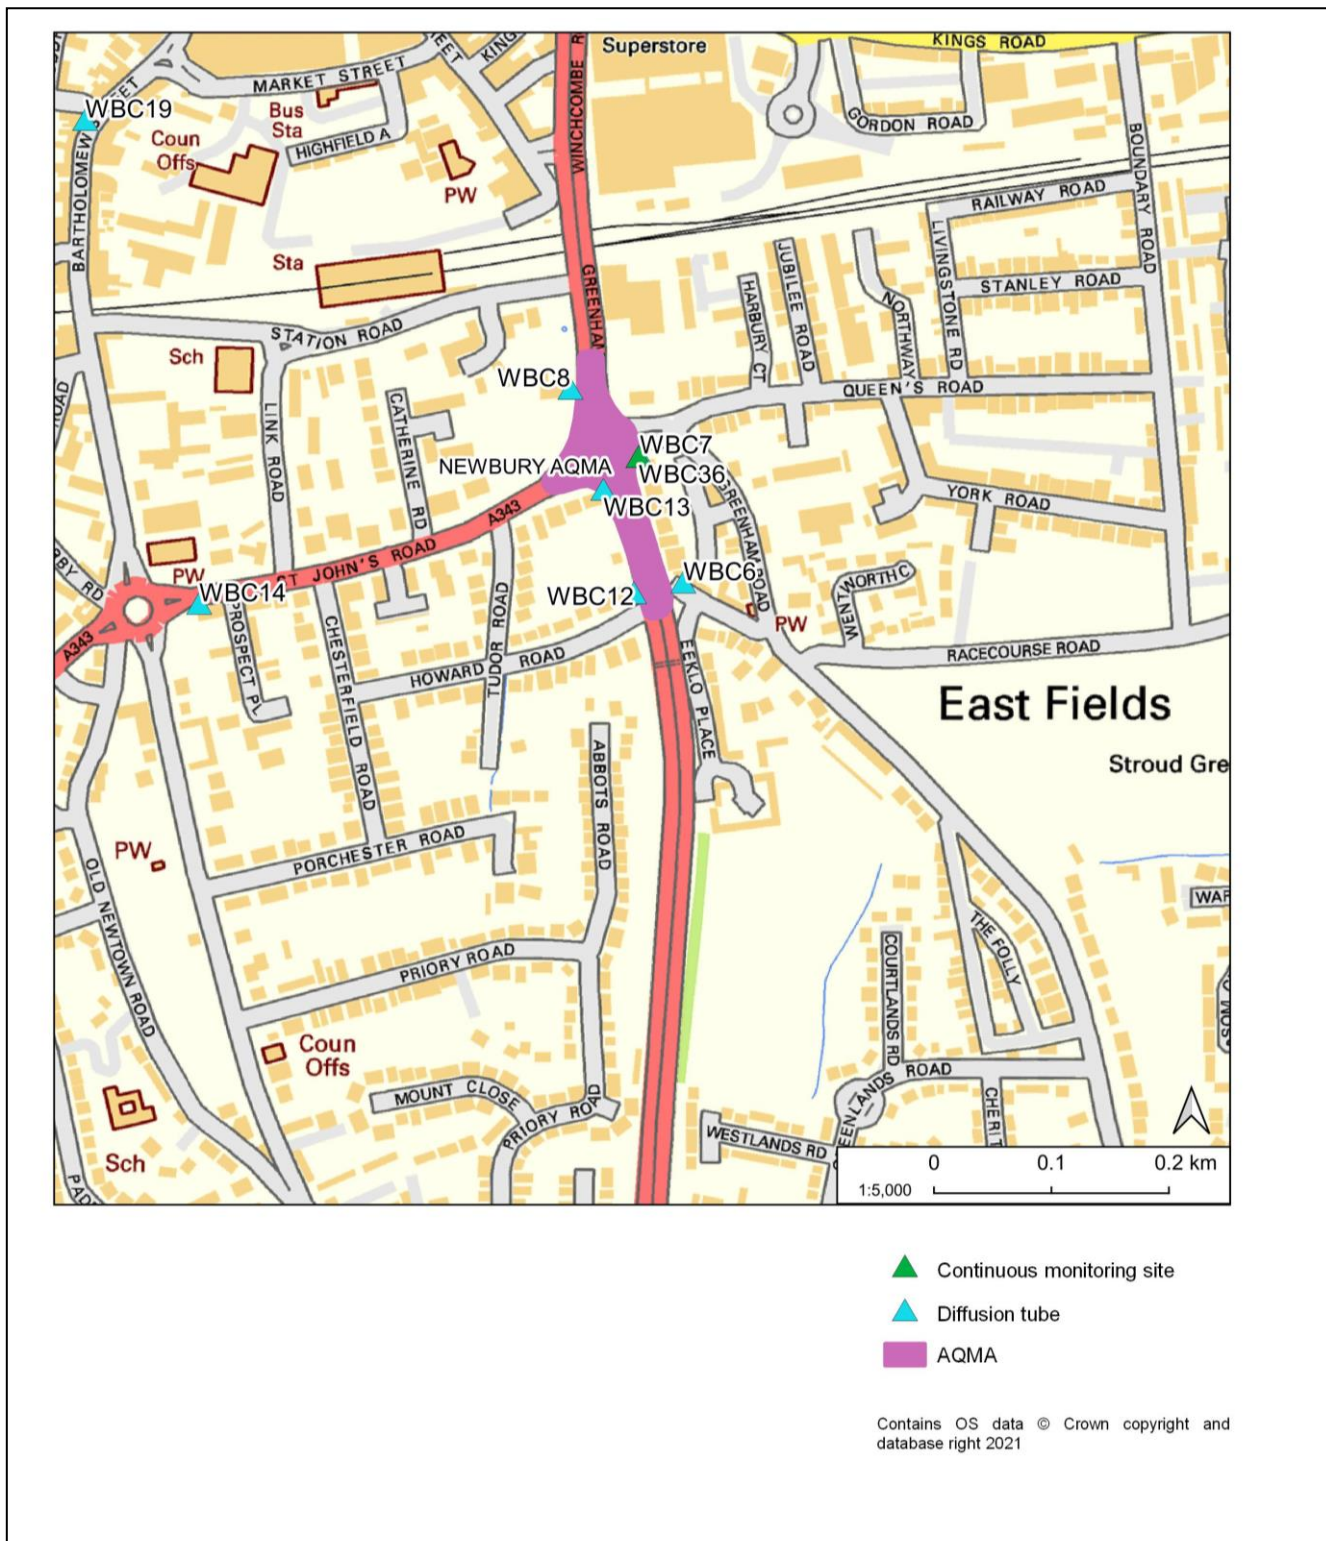 Superstore
KINGS ROAD
MARKET STREET
WINCHCOMBE R
WBC19
Bus
Sta
Coun
Offs
HIGHFIELD A
GORDON ROAD
BARTHOLOMEW STREET
PW
BOUNDARY ROAD
RAILWAY ROAD
Sta
GREENHAM
JUBILEE ROAD
HARBURY CT
NORTHWAY
LIVINGSTONE RD
STANLEY ROAD
STATION ROAD
Sch
WBC8
QUEEN'S ROAD
LINK ROAD
CATHERINE RD
NEWBURY AQMA
WBC7
WBC36
WBC13
GREENHAM ROAD
YORK ROAD
A343
ST JOHN'S ROAD
PW
WBC14
WBC12
WBC6
NORTH C
WENT
PW
A343
PROSPECT PL
CHESTERFIELD ROAD
TUDOR ROAD
HOWARD ROAD
EEKLO PLACE
RACECOURSE ROAD
East Fields
Stroud Gre
ABBOTS ROAD
PORCHESTER ROAD
PW
OLD NEWTOWN ROAD
PRIORY ROAD
THE FOLLY
WAR
COURTLANDS RD
Coun
Offs
MOUNT CLOSE
PRIORY ROAD
Sch
WESTLANDS RD
EENLANDS ROAD
CHERIT
0 0.1 0.2 km
1:5,000
Continuous monitoring site
Diffusion tube
AQMA
Contains OS data © Crown copyright and
database right 2021